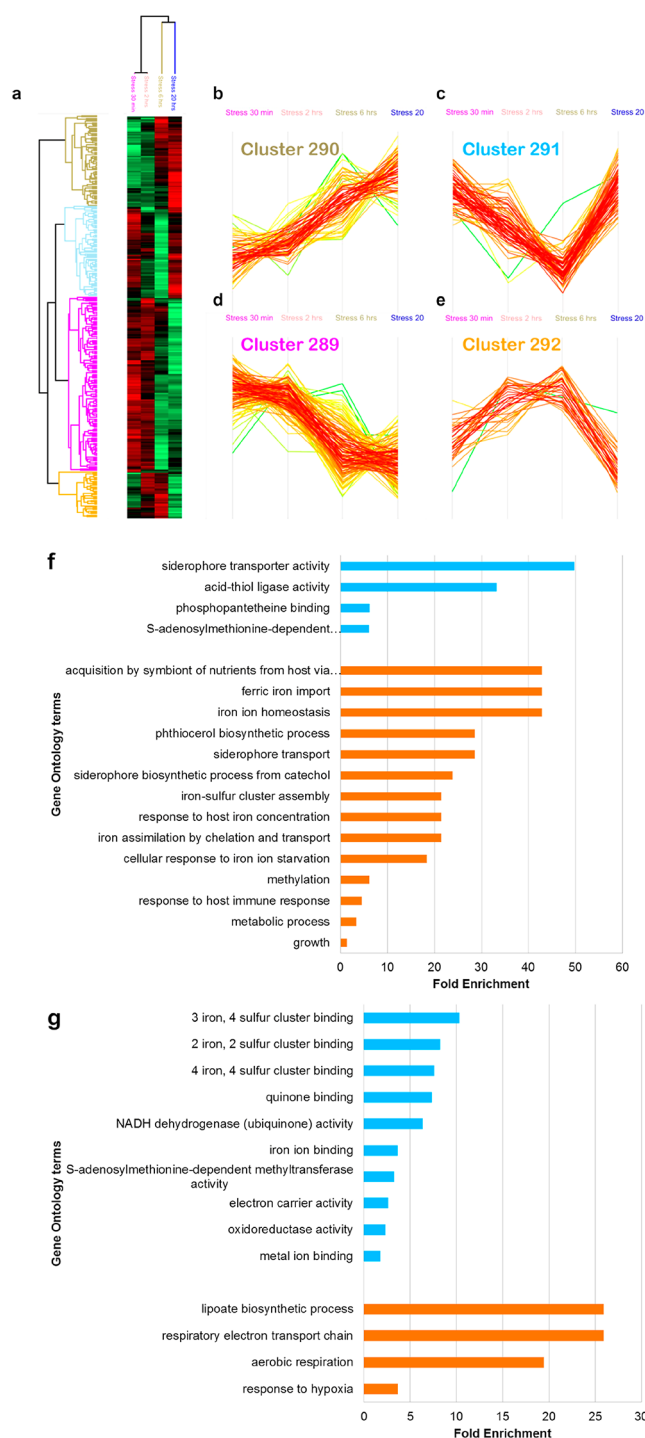 a
Stress 30 min
Stress 2 hrs
Stress 6 hrs
Stress 20 hrs
b
Stress 30 min Stress 2 hrs Stress 6 hrs Stress 20
Cluster 290
c
Stress 30 min Stress 2 hrs Stress 6 hrs Stress 20
Cluster 291
d
Stress 30 min Stress 2 hrs Stress 6 hrs Stress 20
Cluster 289
e
Stress 30 min Stress 2 hrs Stress 6 hrs Stress 20
Cluster 292
f
Gene Ontology terms
siderophore transporter activity
acid-thiol ligase activity
phosphopantetheine binding
S-adenosylmethionine-dependent…
acquisition by symbiont of nutrients from host via…
ferric iron import
iron ion homeostasis
phthiocerol biosynthetic process
siderophore transport
siderophore biosynthetic process from catechol
iron-sulfur cluster assembly
response to host iron concentration
iron assimilation by chelation and transport
cellular response to iron ion starvation
methylation
response to host immune response
metabolic process
growth
0 10 20 30 40 50 60
Fold Enrichment
g
Gene Ontology terms
3 iron, 4 sulfur cluster binding
2 iron, 2 sulfur cluster binding
4 iron, 4 sulfur cluster binding
quinone binding
NADH dehydrogenase (ubiquinone) activity
iron ion binding
S-adenosylmethionine-dependent methyltransferase
activity
electron carrier activity
oxidoreductase activity
metal ion binding
lipoate biosynthetic process
respiratory electron transport chain
aerobic respiration
response to hypoxia
0 5 10 15 20 25 30
Fold Enrichment